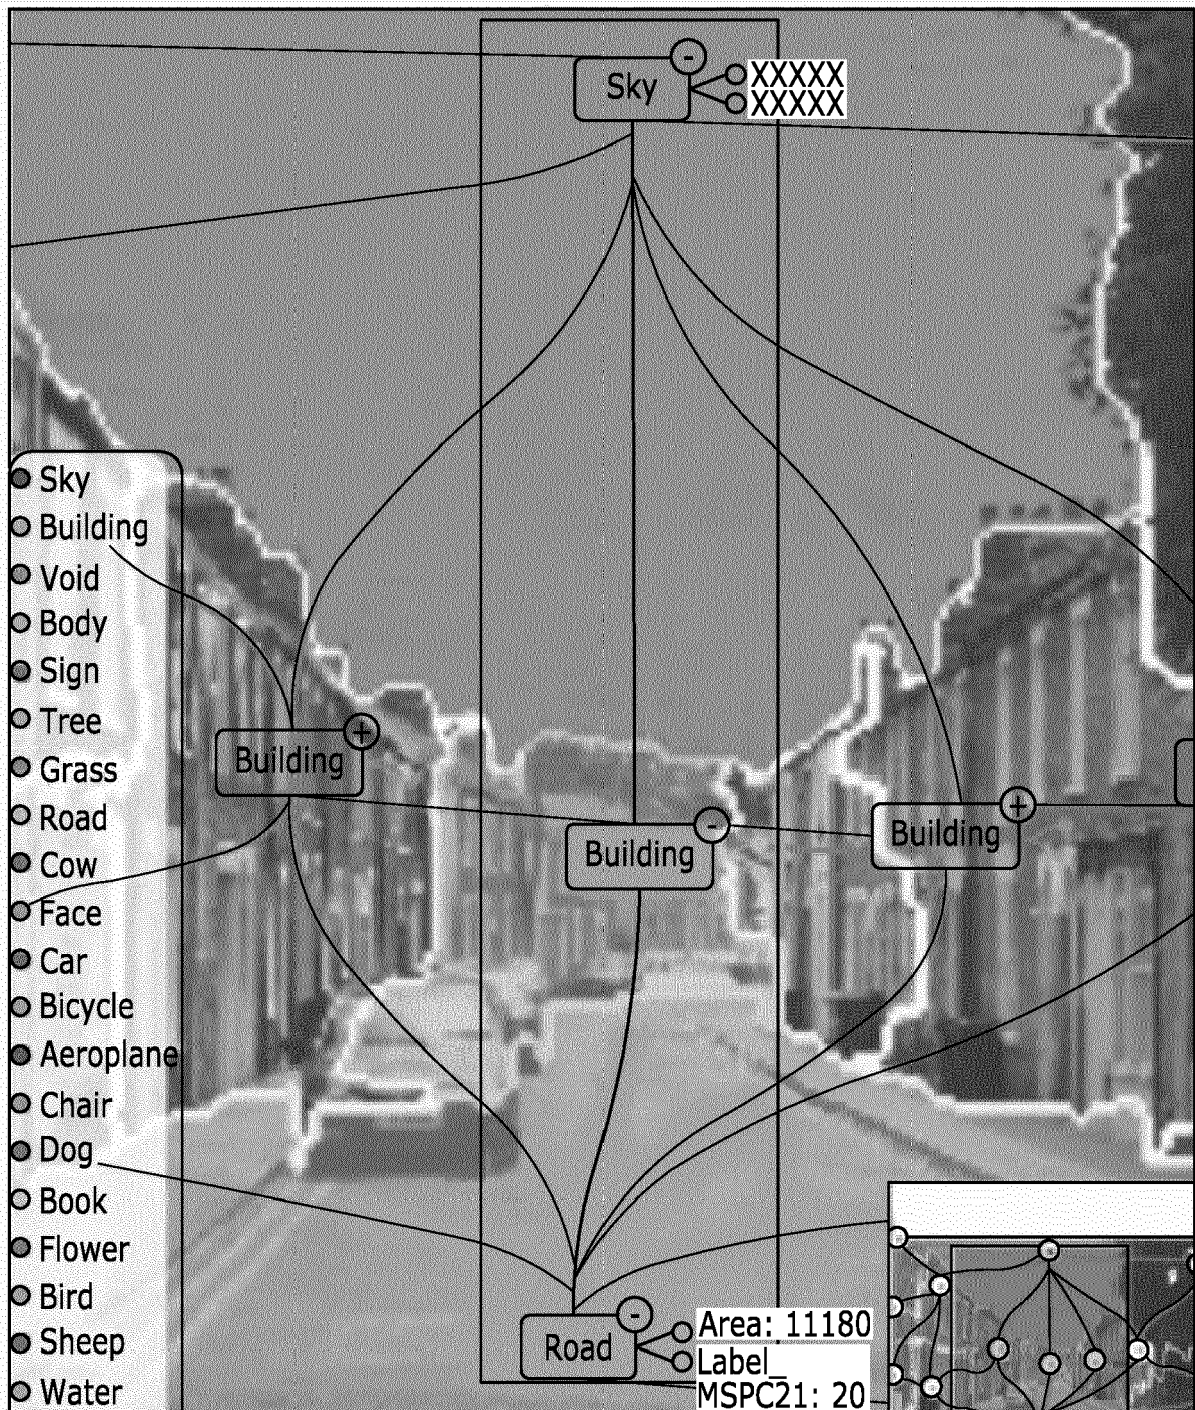 -
Sky
XXXXX
XXXXX
Sky
Building
Void
Body
Sign
Tree
Grass
Road
Cow
Face
Car
Bicycle
Aeroplane
Chair
Dog
Book
Flower
Bird
Sheep
Water
+
Building
-
Building
+
Building
-
Road
Area: 11180
Label_
MSPC21: 20